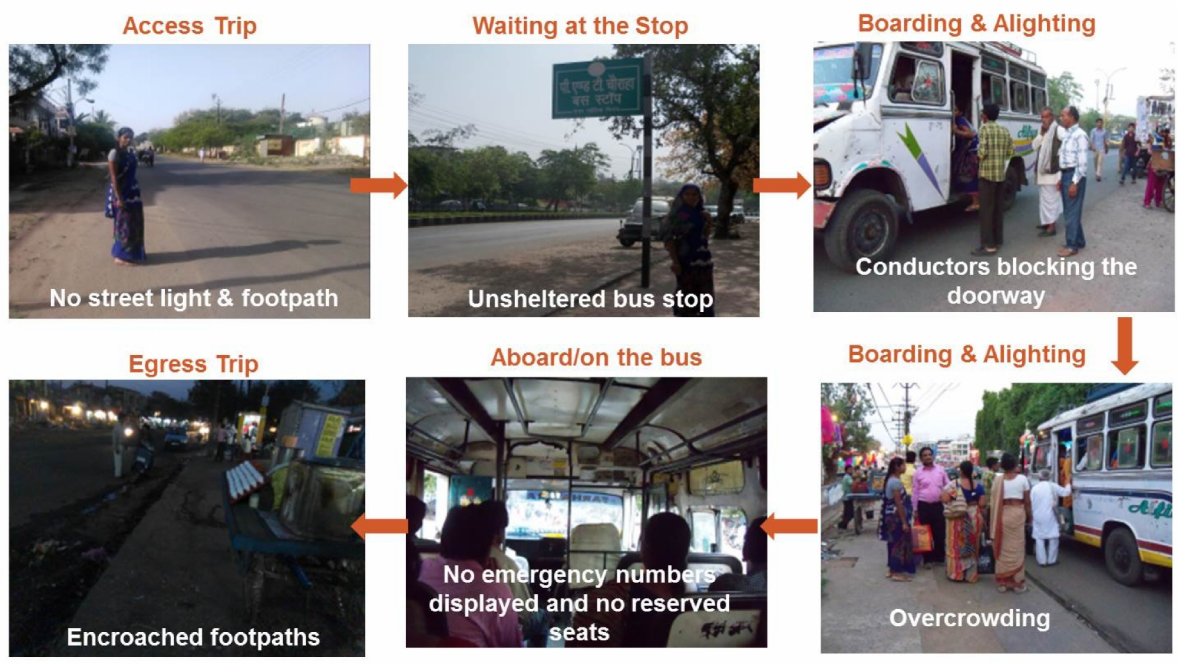 Access Trip
No street light & footpath
Waiting at the Stop
पी.एण्ड टी. चौराहा
बस स्टॉप
Unsheltered bus stop
Boarding & Alighting
Conductors blocking the
doorway
Boarding & Alighting
Overcrowding
Aboard/on the bus
No emergency numbers
displayed and no reserved
seats
Egress Trip
Encroached footpaths